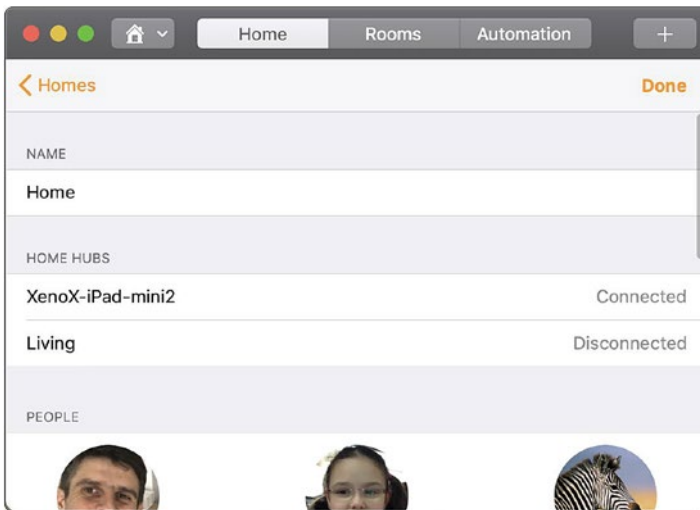 Home Rooms Automation +
Homes Done
NAME
Home
HOME HUBS
XenoX-iPad-mini2 Connected
Living Disconnected
PEOPLE